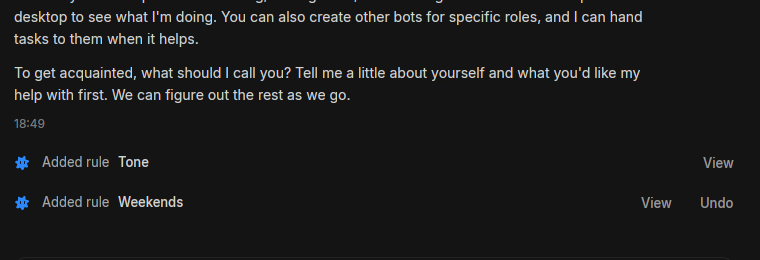 desktop to see what I'm doing. You can also create other bots for specific roles, and I can hand
tasks to them when it helps.
To get acquainted, what should I call you? Tell me a little about yourself and what you'd like my
help with first. We can figure out the rest as we go.
18:49
Added rule Tone View
Added rule Weekends View Undo